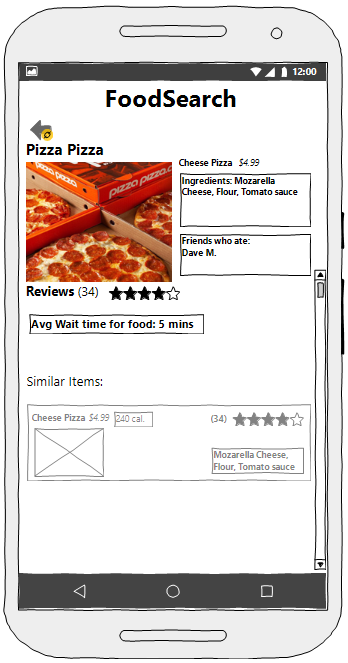 12:00
FoodSearch
Pizza Pizza
Cheese Pizza $4.99
pizza pizza.
Ingredients: Mozarella
Cheese, Flour, Tomato sauce
Friends who ate:
Dave M.
Reviews (34)
Avg Wait time for food: 5 mins
Similar Items:
Cheese Pizza $4.99 240 cal. (34)
Mozarella Cheese,
Flour, Tomato sauce